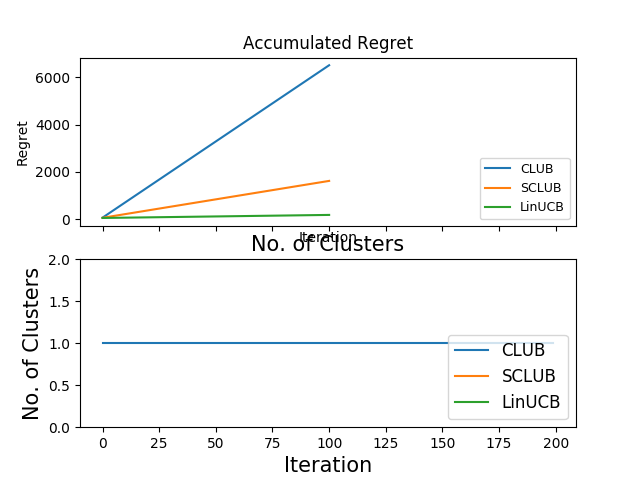 Accumulated Regret
6000
4000
2000
0
Regret
CLUB
SCLUB
LinUCB
Iteration
No. of Clusters
2.0
1.5
1.0
0.5
0.0
No. of Clusters
CLUB
SCLUB
LinUCB
0 25 50 75 100 125 150 175 200
Iteration